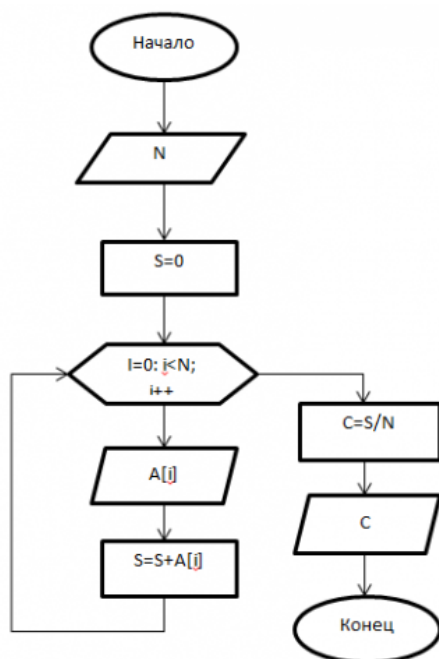 Начало
N
S=0
I=0: i<N;
i++
A[i]
S=S+A[i]
C=S/N
C
Конец